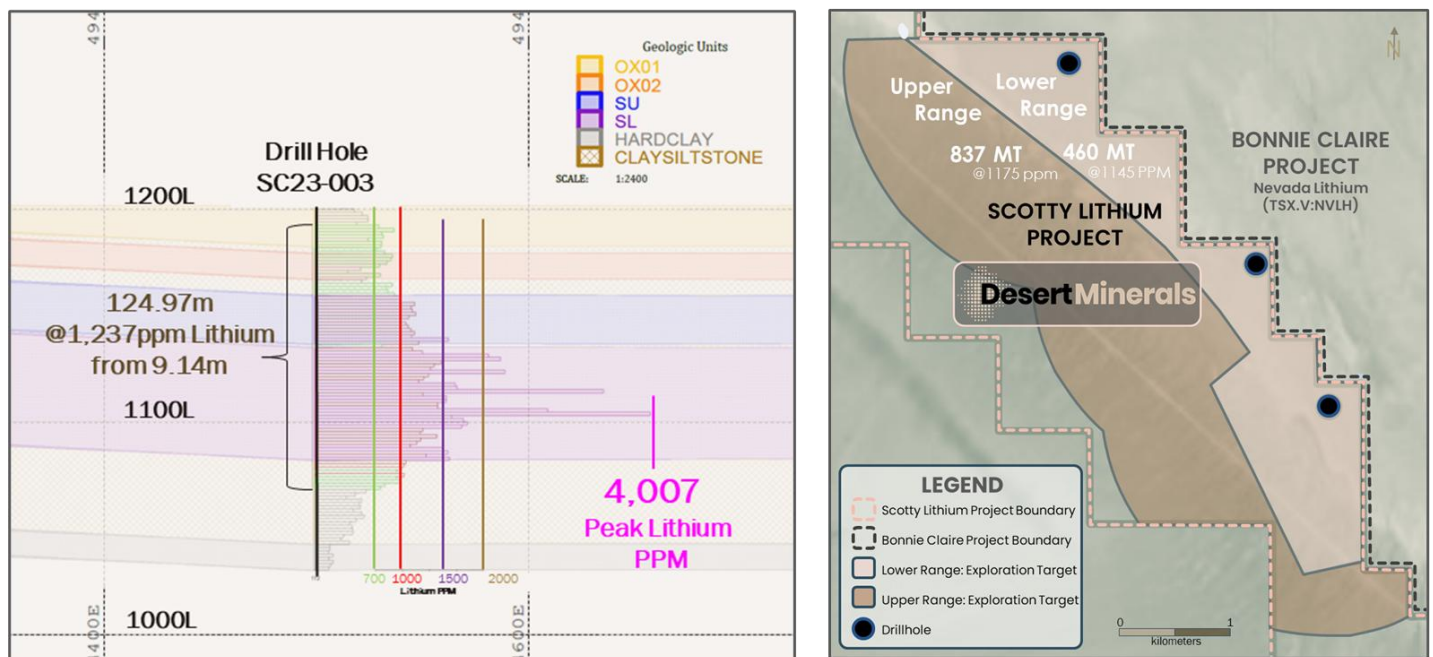 494
494
Geologic Units
OX01
OX02
SU
SL
HARDCLAY
CLAYSILTSTONE
SCALE: 1:2400
Drill Hole
SC23-003
1200L
124.97m
@1,237ppm Lithium
from 9.14m
1100L
4,007
Peak Lithium
PPM
700 1000 1500 2000
Lithium PPM
1000L
4400E
4600E
N
Upper
Range
Lower
Range
837 MT
@1175 ppm
460 MT
@1145 PPM
BONNIE CLAIRE
PROJECT
Nevada Lithium
(TSX.V:NVLH)
SCOTTY LITHIUM
PROJECT
DesertMinerals
LEGEND
Scotty Lithium Project Boundary
Bonnie Claire Project Boundary
Lower Range: Exploration Target
Upper Range: Exploration Target
Drillhole
0 1
kilometers